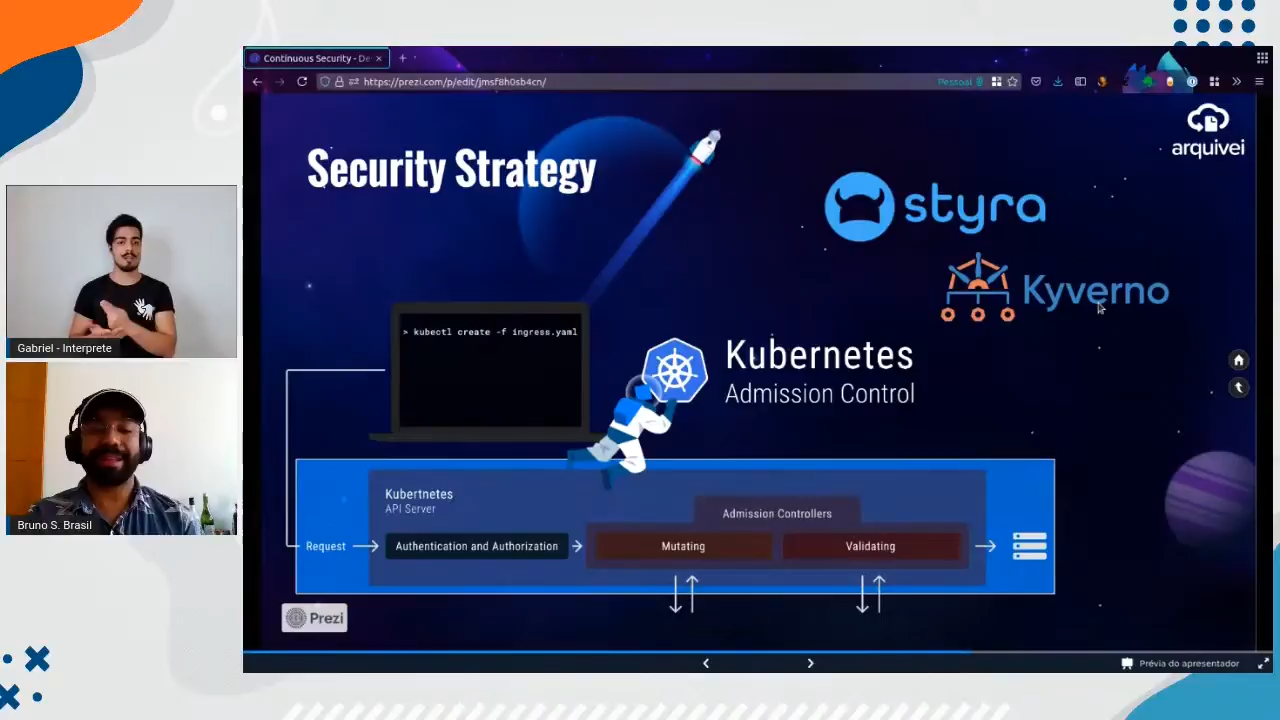 Continuous Security - De
https://prezi.com/p/edit/jmsf8h0sb4cn/
Pessoal
arquivei
Security Strategy
styra
Kyverno
> kubectl create -f ingress.yaml
Kubernetes
Admission Control
Kubertnetes
API Server
Admission Controllers
Request
Authentication and Authorization
Mutating
Validating
Prezi
Prévia do apresentador
Gabriel - Interprete
Bruno S. Brasil